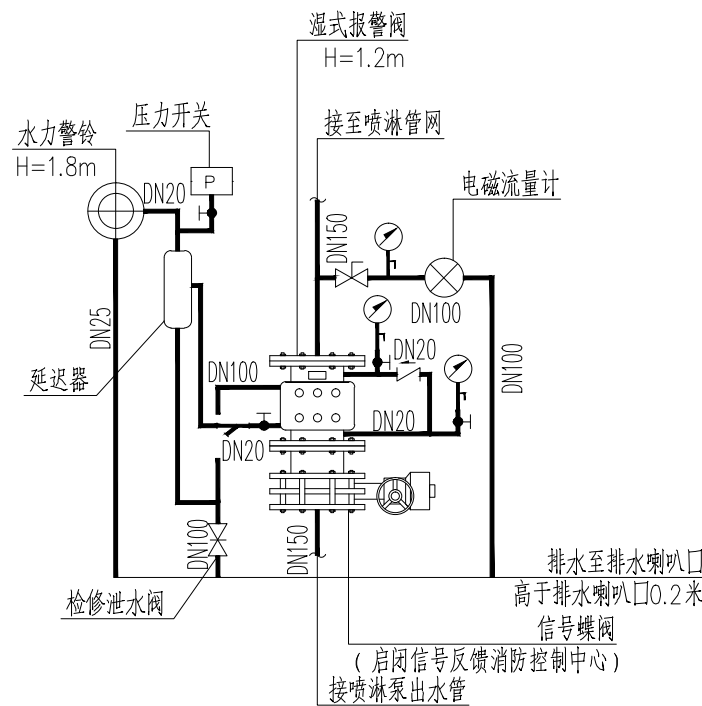 湿式报警阀
H=1.2m
压力开关
接至喷淋管网
水力警铃
H=1.8m
P
DN20
电磁流量计
DN150
DN25
DN100
DN20
DN100
DN100
延迟器
DN20
DN20
DN100
DN150
排水至排水喇叭口
高于排水喇叭口0.2米
检修泄水阀
信号蝶阀
(启闭信号反馈消防控制中心)
接喷淋泵出水管